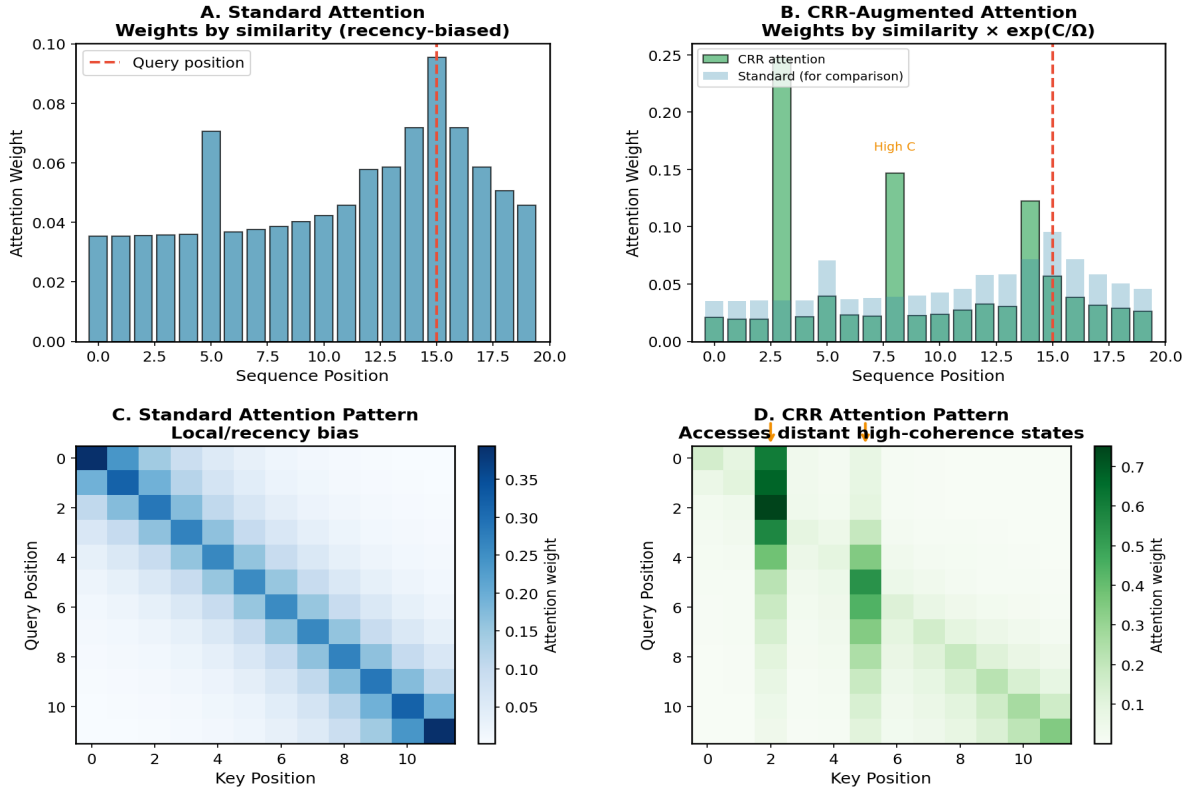 A. Standard Attention
Weights by similarity (recency-biased)
Query position
0.10
0.08
0.06
0.04
0.02
0.00
Attention Weight
0.0 2.5 5.0 7.5 10.0 12.5 15.0 17.5 20.0
Sequence Position
B. CRR-Augmented Attention
Weights by similarity × exp(C/Ω)
CRR attention
Standard (for comparison)
High C
0.25
0.20
0.15
0.10
0.05
0.00
Attention Weight
0.0 2.5 5.0 7.5 10.0 12.5 15.0 17.5 20.0
Sequence Position
C. Standard Attention Pattern
Local/recency bias
0
2
4
6
8
10
Query Position
0 2 4 6 8 10
Key Position
0.35
0.30
0.25
0.20
0.15
0.10
0.05
Attention weight
D. CRR Attention Pattern
Accesses distant high-coherence states
0
2
4
6
8
10
Query Position
0 2 4 6 8 10
Key Position
0.7
0.6
0.5
0.4
0.3
0.2
0.1
Attention weight